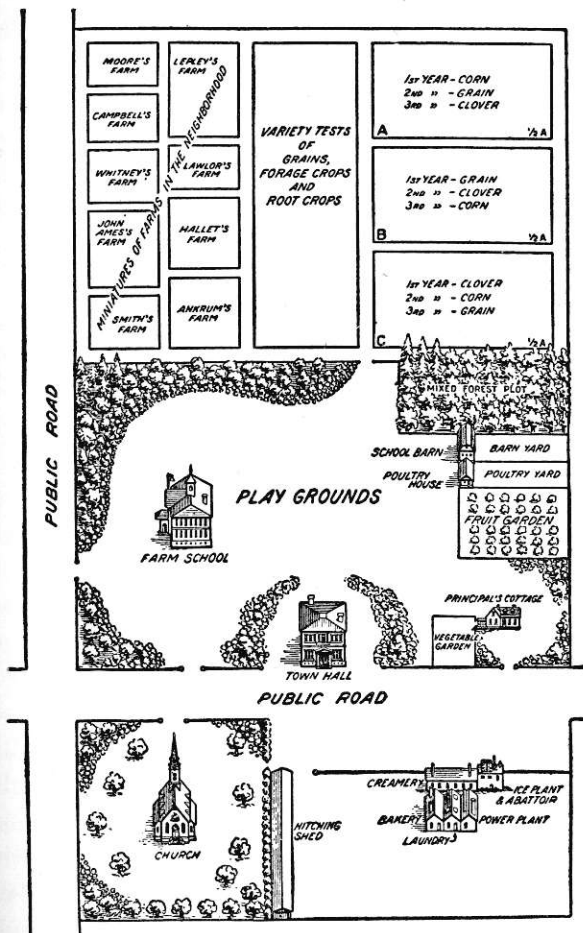 MOORE'S
FARM
LEPLEY'S
FARM
CAMPBELL'S
FARM
WHITNEY'S
FARM
LAWLOR'S
FARM
JOHN
AMES'S
FARM
HALLET'S
FARM
SMITH'S
FARM
ANKRUM'S
FARM
MINIATURES OF FARMS IN THE NEIGHBORHOOD
VARIETY TESTS
OF
GRAINS,
FORAGE CROPS
AND
ROOT CROPS
1ST YEAR - CORN
2ND " - GRAIN
3RD " - CLOVER
A ½ A
1ST YEAR - GRAIN
2ND " - CLOVER
3RD " - CORN
B ½ A
1ST YEAR - CLOVER
2ND " - CORN
3RD " - GRAIN
C ½ A
MIXED FOREST PLOT
PUBLIC ROAD
SCHOOL BARN
BARN YARD
POULTRY
HOUSE
POULTRY YARD
PLAY GROUNDS
FRUIT GARDEN
FARM SCHOOL
PRINCIPAL'S COTTAGE
VEGETABLE
GARDEN
TOWN HALL
PUBLIC ROAD
CHURCH
HITCHING
SHED
CREAMERY
ICE PLANT
& ABATTOIR
BAKERY
POWER PLANT
LAUNDRY